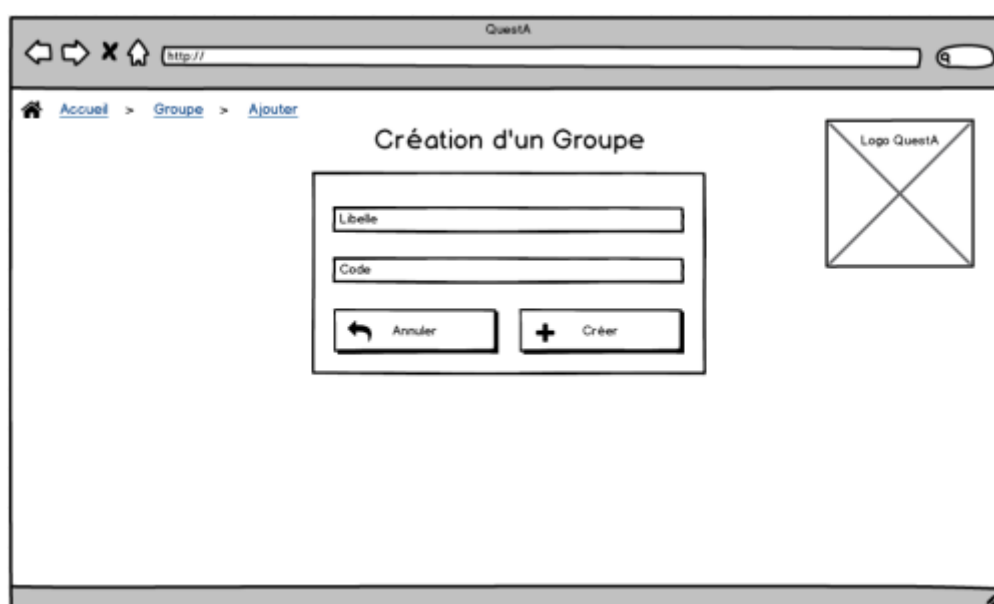 QuestA
http://
Accueil > Groupe > Ajouter
Création d'un Groupe
Logo QuestA
Libelle
Code
Annuler
Créer